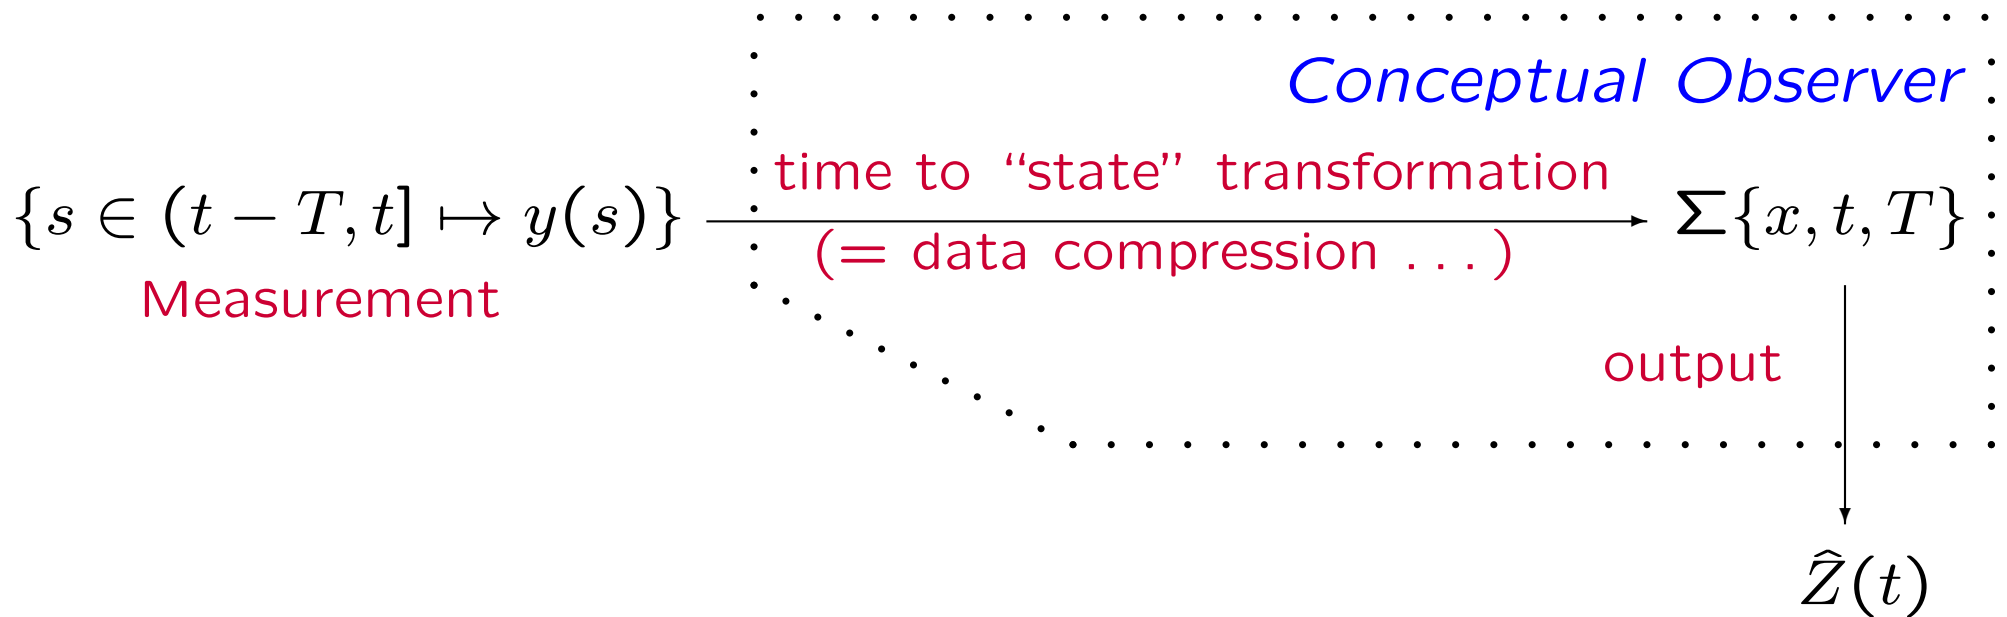 Conceptual Observer
time to “state” transformation
{s ∈ (t − T, t] ↦ y(s)}
Σ{x, t, T}
(= data compression ...)
Measurement
output
Ẑ(t)